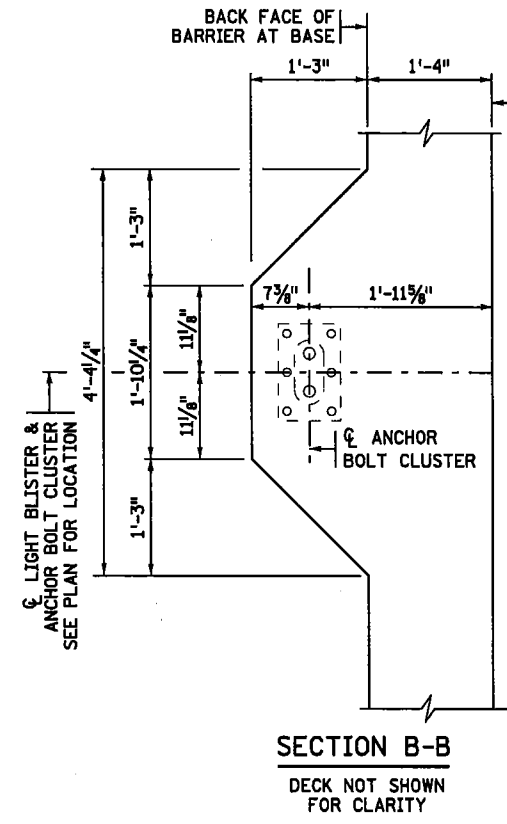 BACK FACE OF
BARRIER AT BASE
1'-3"
1'-4"
1'-3"
7⅜"
1'-11⅝"
11⅛"
4'-4¼"
1'-10¼"
11⅛"
℄ ANCHOR
BOLT CLUSTER
℄ LIGHT BLISTER &
ANCHOR BOLT CLUSTER
SEE PLAN FOR LOCATION
1'-3"
SECTION B-B
DECK NOT SHOWN
FOR CLARITY